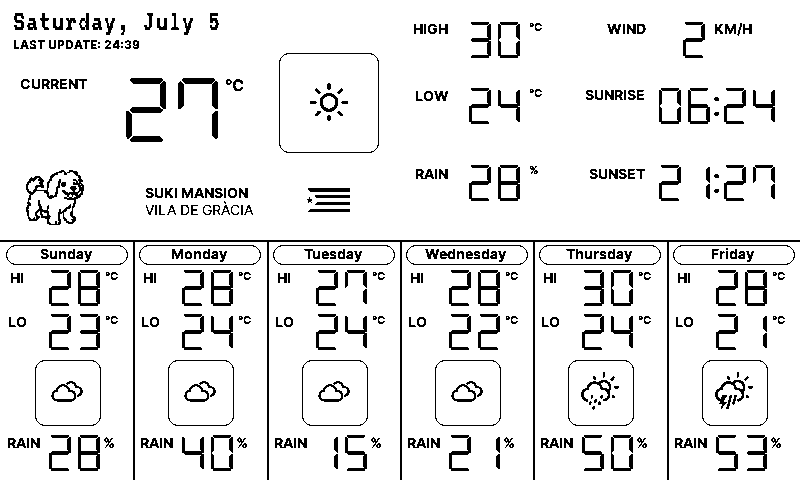 Saturday, July 5
LAST UPDATE: 24:39
CURRENT 27 °C
HIGH 30 °C
WIND 2 KM/H
LOW 24 °C
SUNRISE 06:24
RAIN 28 %
SUNSET 21:27
SUKI MANSION
VILA DE GRÀCIA
Sunday
HI 28 °C
LO 23 °C
RAIN 28 %
Monday
HI 28 °C
LO 24 °C
RAIN 40 %
Tuesday
HI 27 °C
LO 24 °C
RAIN 15 %
Wednesday
HI 28 °C
LO 22 °C
RAIN 21 %
Thursday
HI 30 °C
LO 24 °C
RAIN 50 %
Friday
HI 28 °C
LO 21 °C
RAIN 53 %